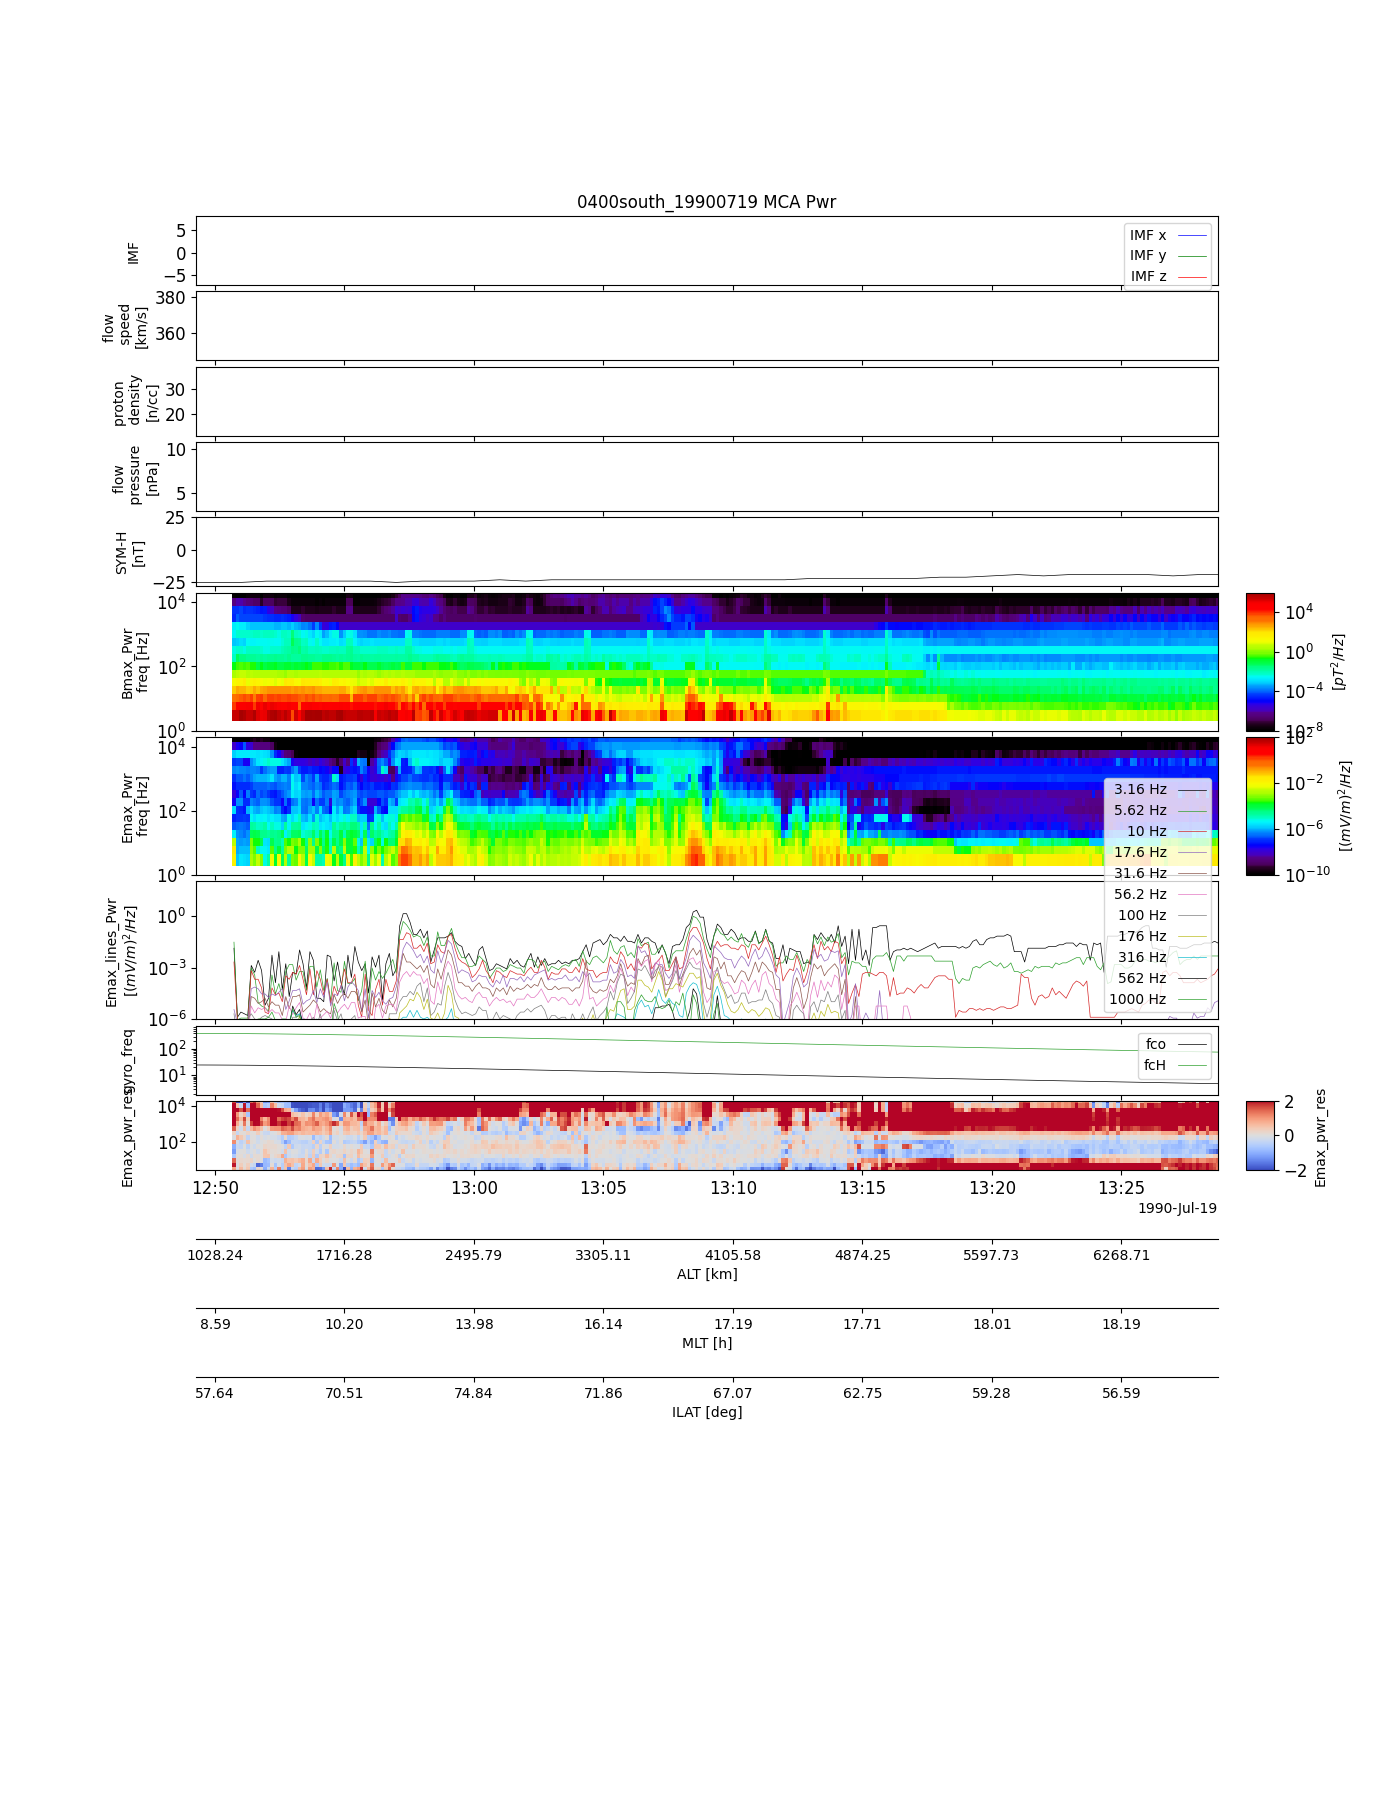 0400south_19900719 MCA Pwr
IMF
5
0
−5
IMF x
IMF y
IMF z
flow
speed
[km/s]
380
360
proton
density
[n/cc]
30
20
flow
pressure
[nPa]
10
5
SYM-H
[nT]
25
0
−25
Bmax_Pwr
freq [Hz]
10^4
10^2
10^0
10^4
10^0
10^−4
10^−8
[pT^2/Hz]
Emax_Pwr
freq [Hz]
10^4
10^2
10^0
10^2
10^−2
10^−6
10^−10
[(mV/m)^2/Hz]
3.16 Hz
5.62 Hz
10 Hz
17.6 Hz
31.6 Hz
56.2 Hz
100 Hz
176 Hz
316 Hz
562 Hz
1000 Hz
Emax_lines_Pwr
[(mV/m)^2/Hz]
10^0
10^−3
10^−6
gyro_freq
10^2
10^1
fco
fcH
Emax_pwr_res
10^4
10^2
2
0
−2
Emax_pwr_res
12:50 12:55 13:00 13:05 13:10 13:15 13:20 13:25
1990-Jul-19
1028.24 1716.28 2495.79 3305.11 4105.58 4874.25 5597.73 6268.71
ALT [km]
8.59 10.20 13.98 16.14 17.19 17.71 18.01 18.19
MLT [h]
57.64 70.51 74.84 71.86 67.07 62.75 59.28 56.59
ILAT [deg]